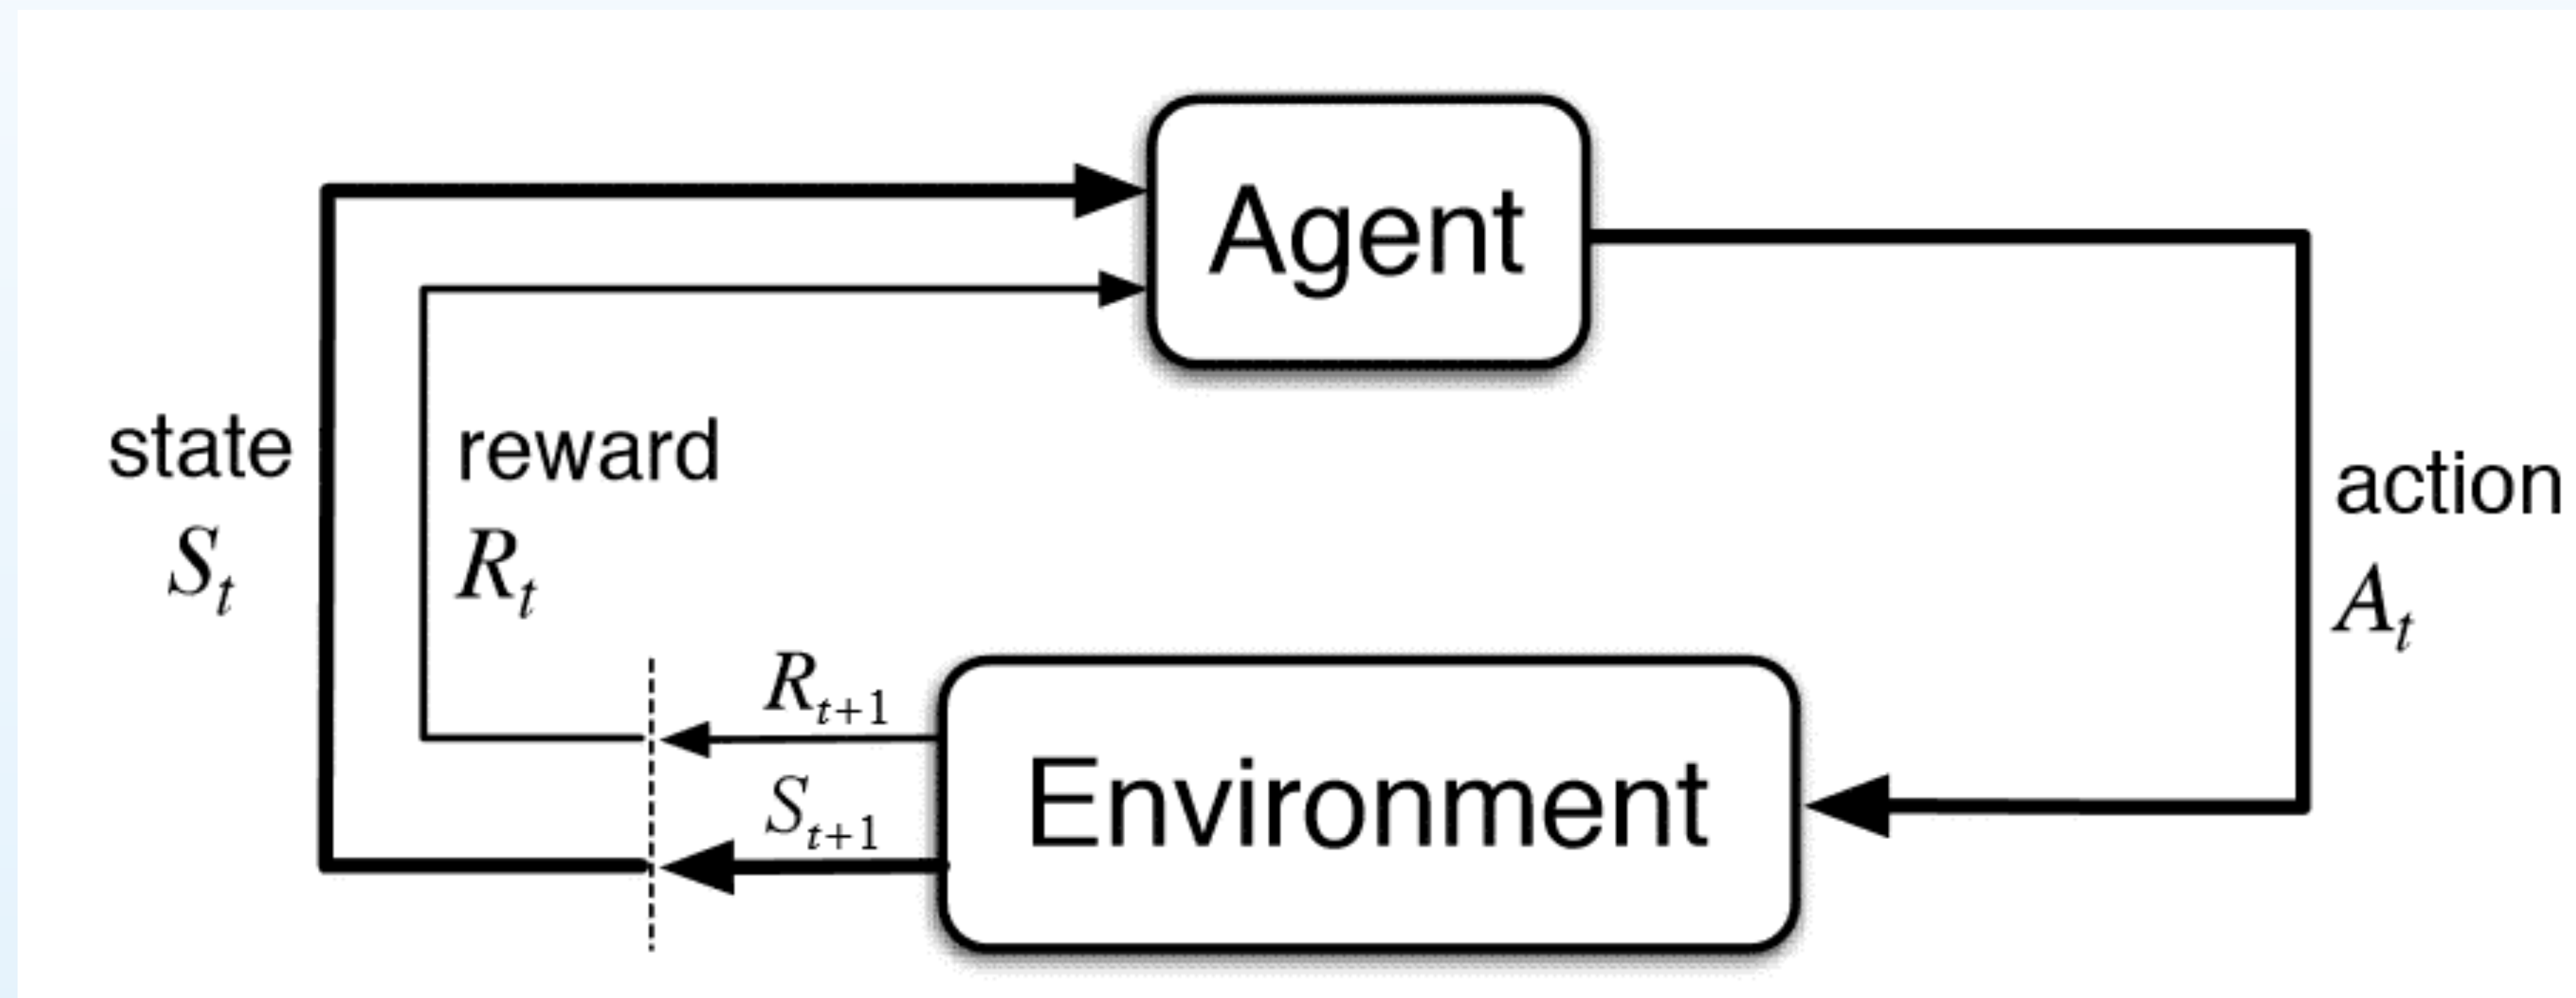 Agent
state
S_t
reward
R_t
action
A_t
R_{t+1}
S_{t+1}
Environment